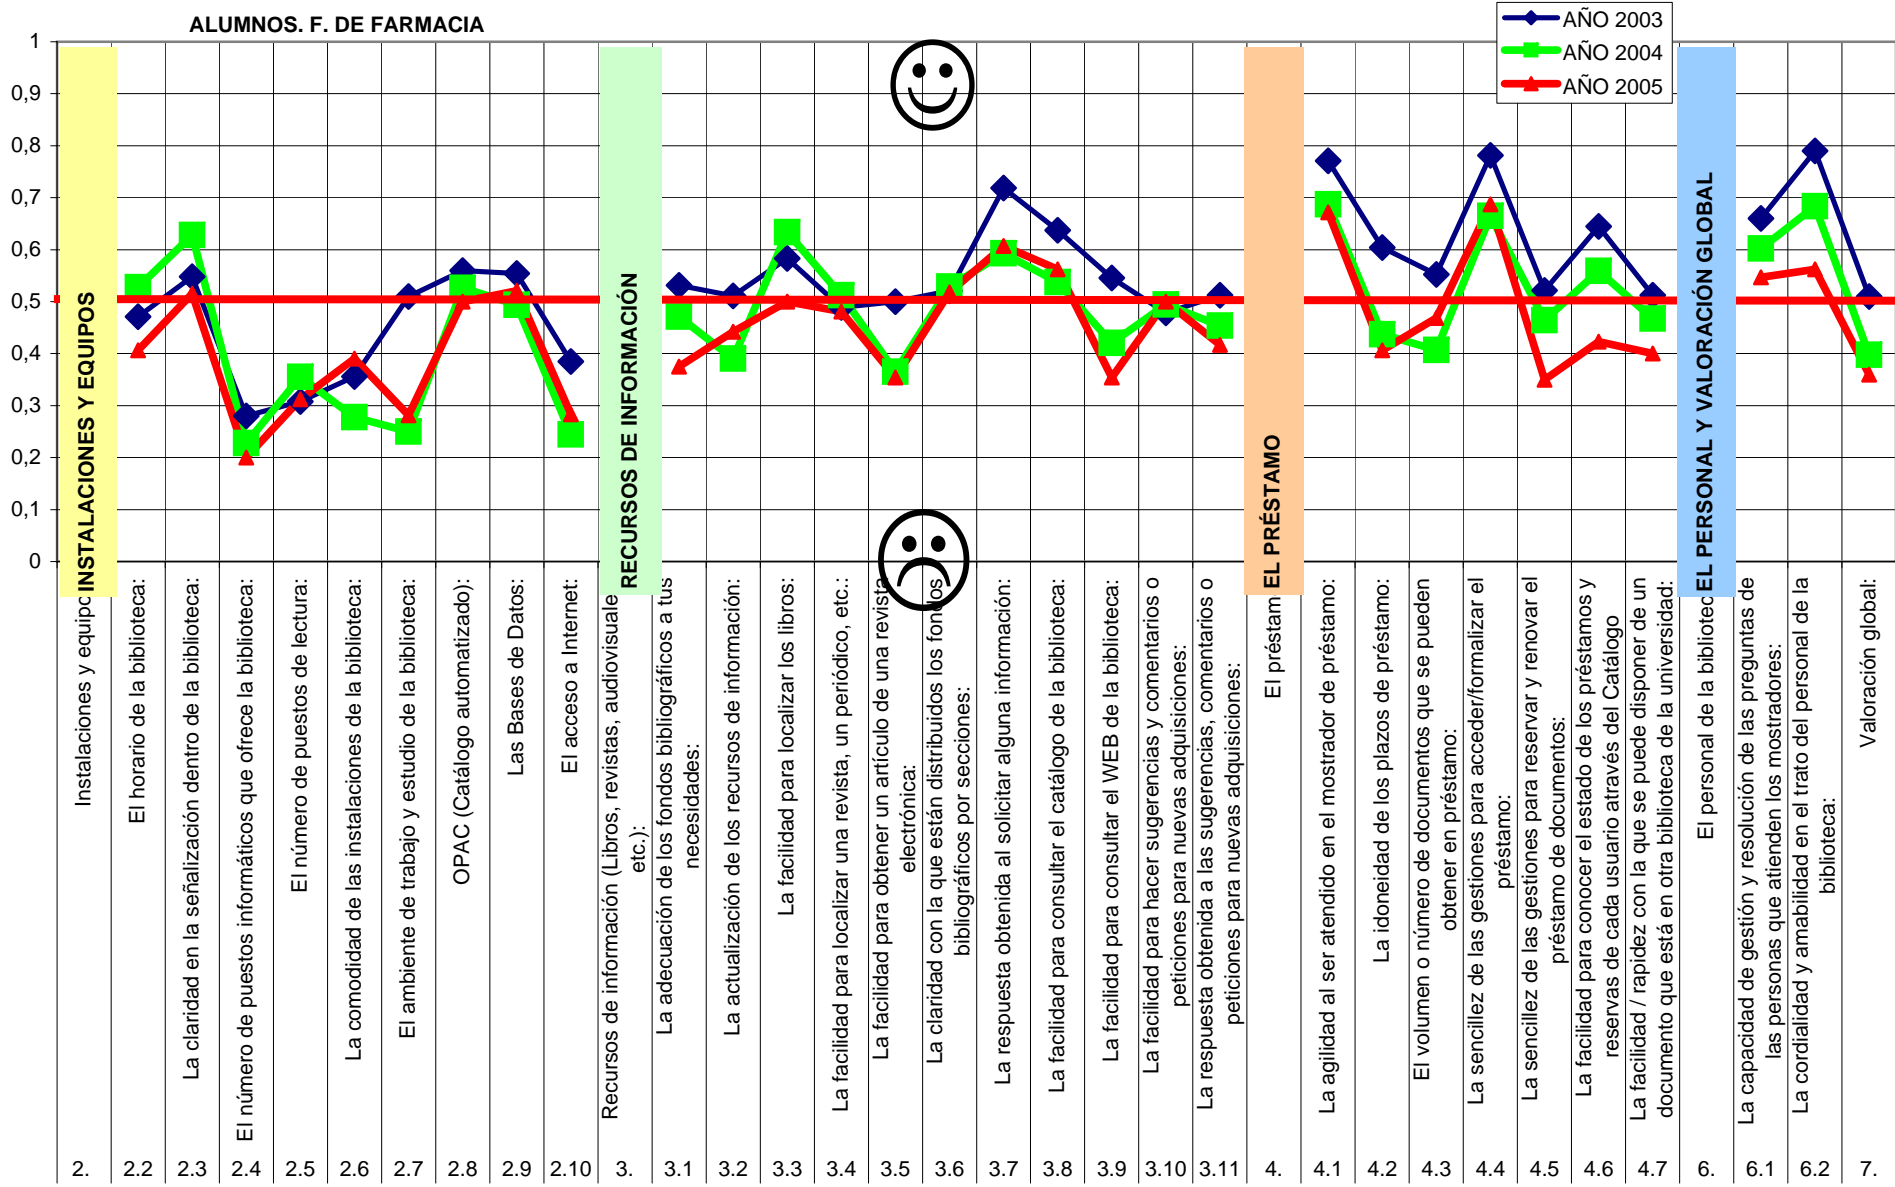 ALUMNOS. F. DE FARMACIA
AÑO 2003
AÑO 2004
AÑO 2005
1
0,9
0,8
0,7
0,6
0,5
0,4
0,3
0,2
0,1
0
INSTALACIONES Y EQUIPOS
RECURSOS DE INFORMACIÓN
EL PRÉSTAMO
EL PERSONAL Y VALORACIÓN GLOBAL
Instalaciones y equipo
El horario de la biblioteca:
La claridad en la señalización dentro de la biblioteca:
El número de puestos informáticos que ofrece la biblioteca:
El número de puestos de lectura:
La comodidad de las instalaciones de la biblioteca:
El ambiente de trabajo y estudio de la biblioteca:
OPAC (Catálogo automatizado):
Las Bases de Datos:
El acceso a Internet:
Recursos de información (Libros, revistas, audiovisuale
etc.):
La adecuación de los fondos bibliográficos a tus
necesidades:
La actualización de los recursos de información:
La facilidad para localizar los libros:
La facilidad para localizar una revista, un periódico, etc.:
La facilidad para obtener un artículo de una revista
electrónica:
La claridad con la que están distribuidos los fondos
bibliográficos por secciones:
La respuesta obtenida al solicitar alguna información:
La facilidad para consultar el catálogo de la biblioteca:
La facilidad para consultar el WEB de la biblioteca:
La facilidad para hacer sugerencias y comentarios o
peticiones para nuevas adquisiciones:
La respuesta obtenida a las sugerencias, comentarios o
peticiones para nuevas adquisiciones:
El préstam
La agilidad al ser atendido en el mostrador de préstamo:
La idoneidad de los plazos de préstamo:
El volumen o número de documentos que se pueden
obtener en préstamo:
La sencillez de las gestiones para acceder/formalizar el
préstamo:
La sencillez de las gestiones para reservar y renovar el
préstamo de documentos:
La facilidad para conocer el estado de los préstamos y
reservas de cada usuario através del Catálogo
La facilidad / rapidez con la que se puede disponer de un
documento que está en otra biblioteca de la universidad:
El personal de la bibliotec
La capacidad de gestión y resolución de las preguntas de
las personas que atienden los mostradores:
La cordialidad y amabilidad en el trato del personal de la
biblioteca:
Valoración global:
2.
2.2
2.3
2.4
2.5
2.6
2.7
2.8
2.9
2.10
3.
3.1
3.2
3.3
3.4
3.5
3.6
3.7
3.8
3.9
3.10
3.11
4.
4.1
4.2
4.3
4.4
4.5
4.6
4.7
6.
6.1
6.2
7.